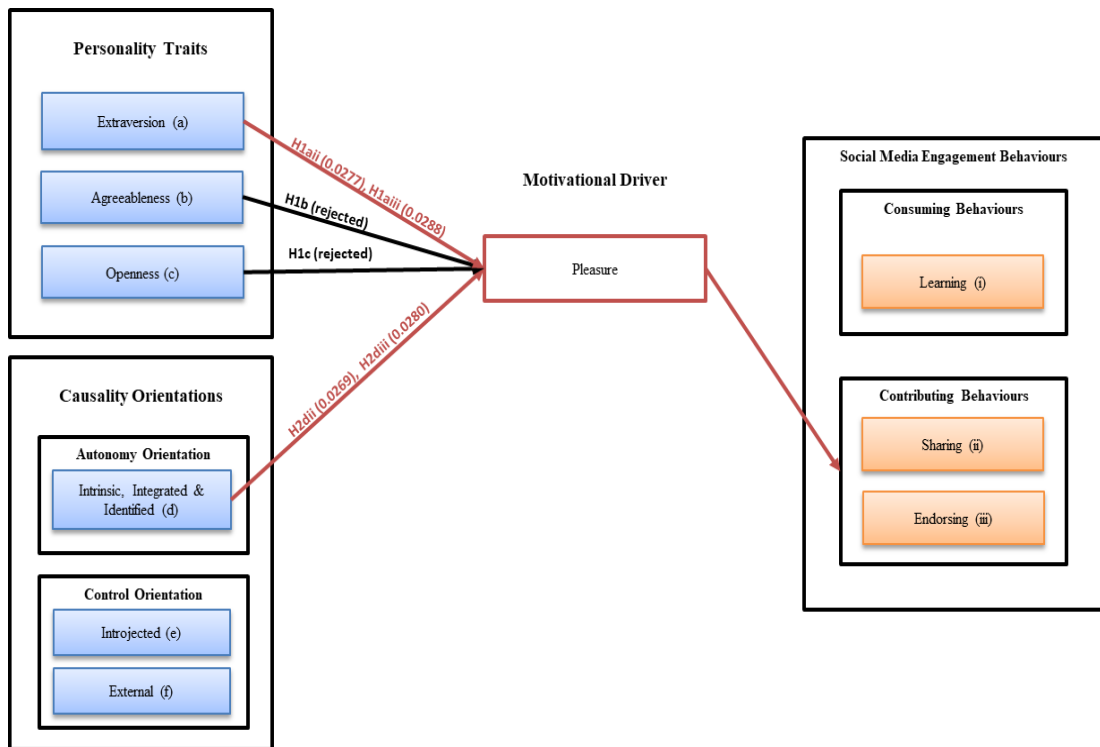 Personality Traits
Extraversion (a)
Agreeableness (b)
Openness (c)
Causality Orientations
Autonomy Orientation
Intrinsic, Integrated &
Identified (d)
Control Orientation
Introjected (e)
External (f)
H1aii (0.0277), H1aiii (0.0288)
H1b (rejected)
H1c (rejected)
H2dii (0.0269), H2diii (0.0280)
Motivational Driver
Pleasure
Social Media Engagement Behaviours
Consuming Behaviours
Learning (i)
Contributing Behaviours
Sharing (ii)
Endorsing (iii)